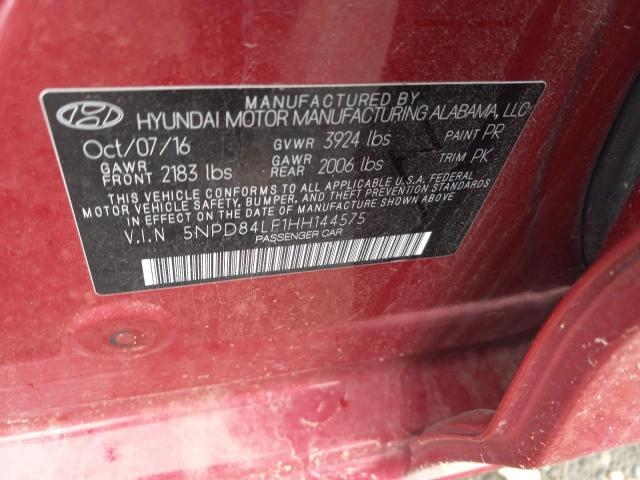 MANUFACTURED BY
HYUNDAI MOTOR MANUFACTURING ALABAMA, LLC
Oct/07/16 GVWR 3924 lbs PAINT PR
GAWR FRONT 2183 lbs GAWR REAR 2006 lbs TRIM PK
THIS VEHICLE CONFORMS TO ALL APPLICABLE U.S.A. FEDERAL
MOTOR VEHICLE SAFETY, BUMPER, AND THEFT PREVENTION STANDARDS
IN EFFECT ON THE DATE OF MANUFACTURE SHOWN ABOVE.
V.I.N 5NPD84LF1HH144575
PASSENGER CAR